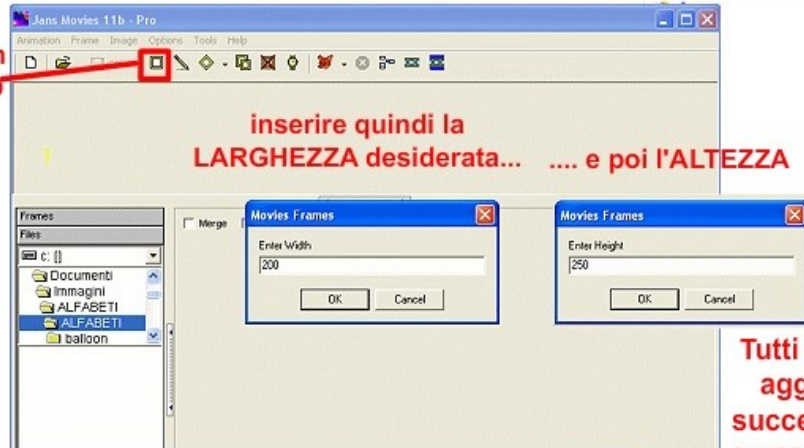 Jans Movies 11b - Pro
Animation Frame Image Options Tools Help
inserire quindi la
LARGHEZZA desiderata... .... e poi l'ALTEZZA
Frames
Files
c: []
Documenti
Immagini
ALFABETI
ALFABETI
balloon
Merge
Movies Frames
Enter Width
200
OK Cancel
Movies Frames
Enter Height
250
OK Cancel
Tutti
agg
succe